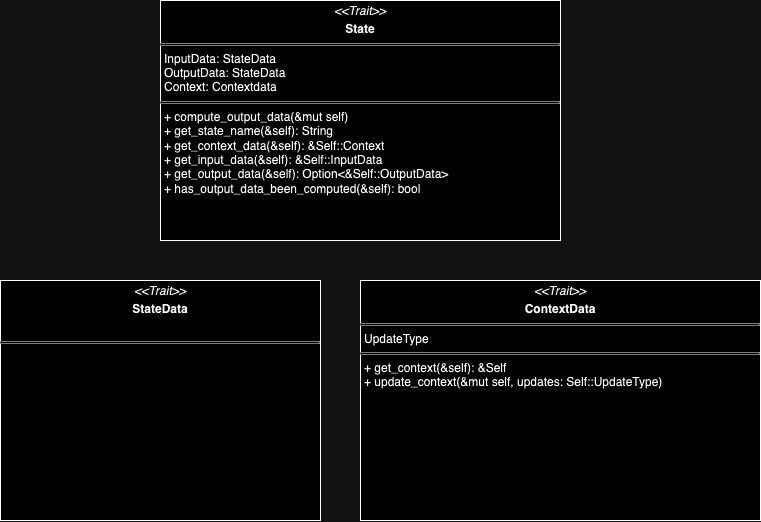 <<Trait>>
State
InputData: StateData
OutputData: StateData
Context: Contextdata
+ compute_output_data(&mut self)
+ get_state_name(&self): String
+ get_context_data(&self): &Self::Context
+ get_input_data(&self): &Self::InputData
+ get_output_data(&self): Option<&Self::OutputData>
+ has_output_data_been_computed(&self): bool
<<Trait>>
StateData
<<Trait>>
ContextData
UpdateType
+ get_context(&self): &Self
+ update_context(&mut self, updates: Self::UpdateType)